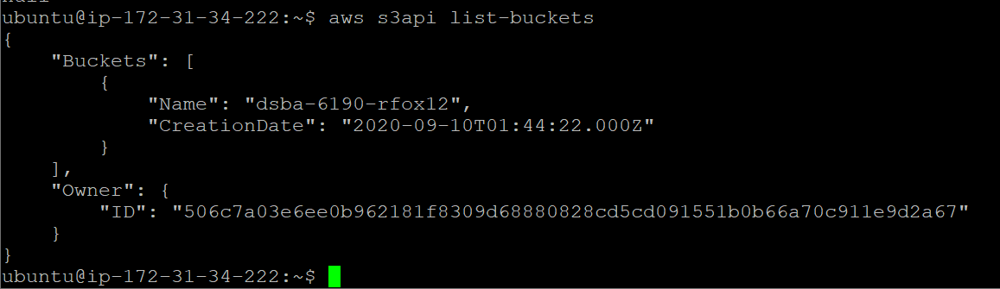 ubuntu@ip-172-31-34-222:~$ aws s3api list-buckets
{
    "Buckets": [
        {
            "Name": "dsba-6190-rfox12",
            "CreationDate": "2020-09-10T01:44:22.000Z"
        }
    ],
    "Owner": {
        "ID": "506c7a03e6ee0b962181f8309d68880828cd5cd091551b0b66a70c911e9d2a67"
    }
}
ubuntu@ip-172-31-34-222:~$